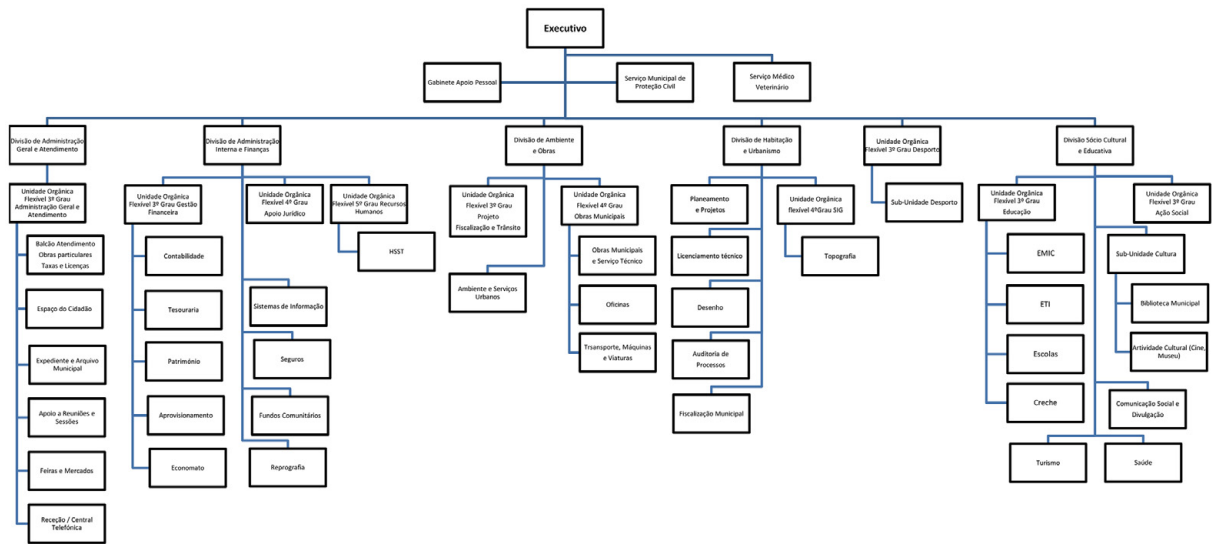 Executivo
Gabinete Apoio Pessoal
Serviço Municipal de
Proteção Civil
Serviço Médico
Veterinário
Divisão de Administração
Geral e Atendimento
Divisão de Administração
Interna e Finanças
Divisão de Ambiente
e Obras
Divisão de Habitação
e Urbanismo
Unidade Orgânica
Flexível 3º Grau Desporto
Divisão Sócio Cultural
e Educativa
Unidade Orgânica
Flexível 3º Grau
Administração Geral e
Atendimento
Balcão Atendimento
Obras particulares
Taxas e Licenças
Espaço do Cidadão
Expediente e Arquivo
Municipal
Apoio a Reuniões e
Sessões
Feiras e Mercados
Receção / Central
Telefónica
Unidade Orgânica
Flexível 3º Grau Gestão
Financeira
Contabilidade
Tesouraria
Património
Aprovisionamento
Economato
Unidade Orgânica
Flexível 4º Grau
Apoio Jurídico
Unidade Orgânica
Flexível 5º Grau Recursos
Humanos
HSST
Sistemas de Informação
Seguros
Fundos Comunitários
Reprografia
Unidade Orgânica
Flexível 3º Grau
Projeto
Fiscalização e Trânsito
Unidade Orgânica
Flexível 4º Grau
Obras Municipais
Ambiente e Serviços
Urbanos
Obras Municipais
e Serviço Técnico
Oficinas
Trsansporte, Máquinas
e Viaturas
Planeamento
e Projetos
Unidade Orgânica
flexível 4ºGrau SIG
Licenciamento técnico
Topografia
Desenho
Auditoria de
Processos
Fiscalização Municipal
Sub-Unidade Desporto
Unidade Orgânica
Flexível 3º Grau
Educação
Unidade Orgânica
Flexível 3º Grau
Ação Social
EMIC
ETI
Escolas
Creche
Sub-Unidade Cultura
Biblioteca Municipal
Artividade Cultural (Cine,
Museu)
Comunicação Social e
Divulgação
Turismo
Saúde